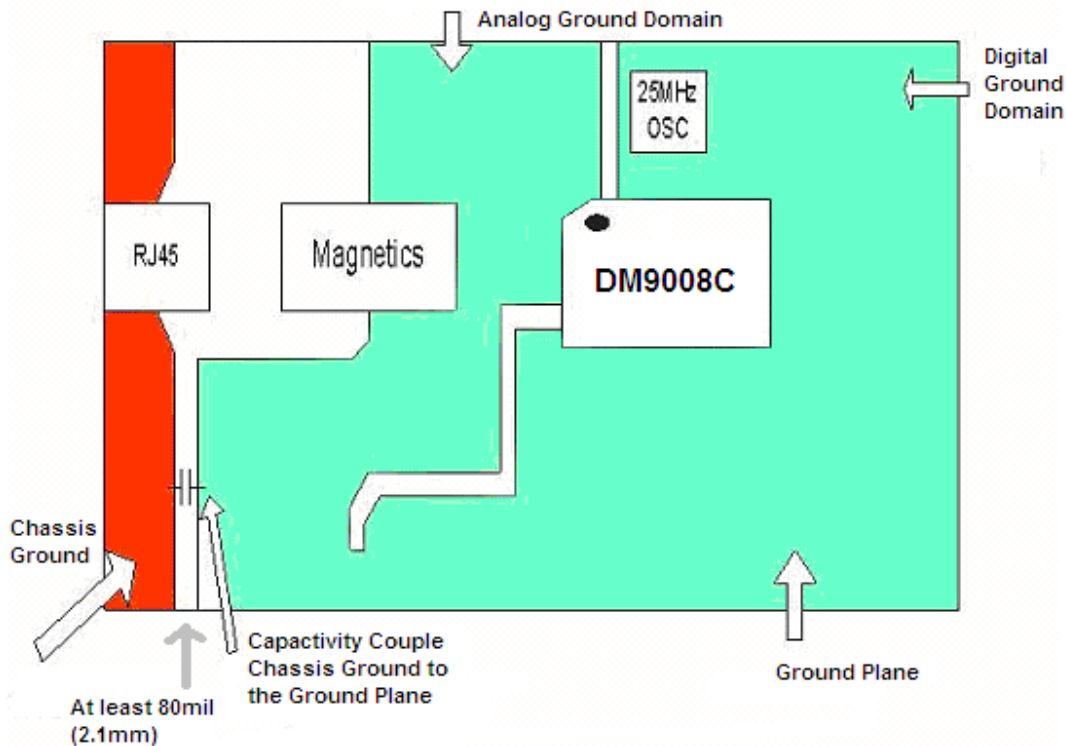 Analog Ground Domain
Digital
Ground
Domain
25MHz
OSC
RJ45
Magnetics
DM9008C
Chassis
Ground
Capactivity Couple
Chassis Ground to
the Ground Plane
Ground Plane
At least 80mil
(2.1mm)